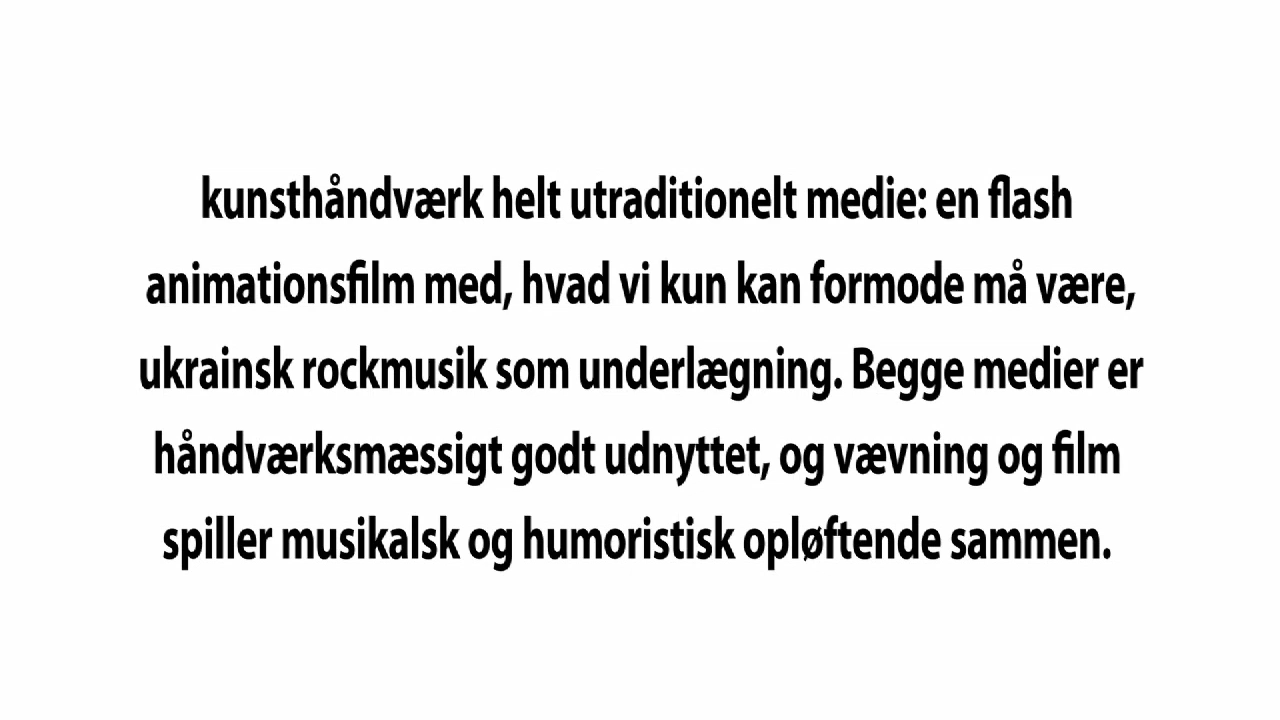 kunsthåndværk helt utraditionelt medie: en flash
animationsfilm med, hvad vi kun kan formode må være,
ukrainsk rockmusik som underlægning. Begge medier er
håndværksmæssigt godt udnyttet, og vævning og film
spiller musikalsk og humoristisk opløftende sammen.